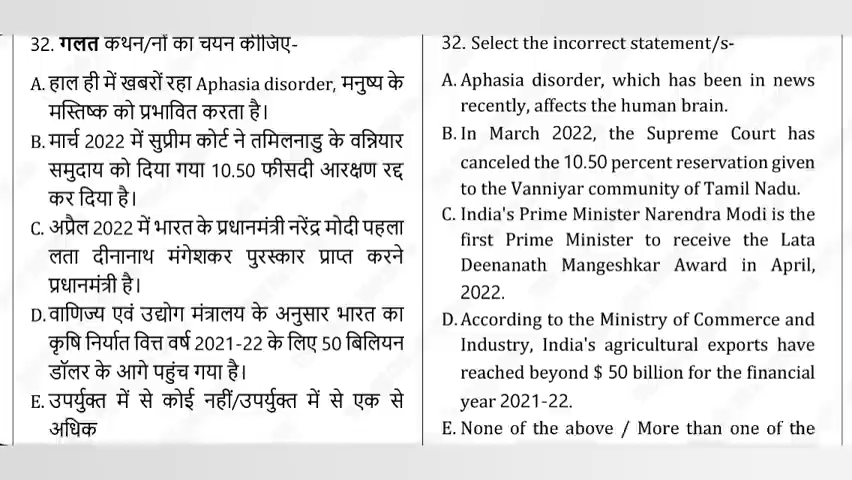 32. गलत कथन/नों का चयन कीजिए-
A. हाल ही में खबरों रहा Aphasia disorder, मनुष्य के
मस्तिष्क को प्रभावित करता है।
B. मार्च 2022 में सुप्रीम कोर्ट ने तमिलनाडु के वन्नियार
समुदाय को दिया गया 10.50 फीसदी आरक्षण रद्द
कर दिया है।
C. अप्रैल 2022 में भारत के प्रधानमंत्री नरेंद्र मोदी पहला
लता दीनानाथ मंगेशकर पुरस्कार प्राप्त करने
प्रधानमंत्री है।
D. वाणिज्य एवं उद्योग मंत्रालय के अनुसार भारत का
कृषि निर्यात वित्त वर्ष 2021-22 के लिए 50 बिलियन
डॉलर के आगे पहुंच गया है।
E. उपर्युक्त में से कोई नहीं/उपर्युक्त में से एक से
अधिक
32. Select the incorrect statement/s-
A. Aphasia disorder, which has been in news
recently, affects the human brain.
B. In March 2022, the Supreme Court has
canceled the 10.50 percent reservation given
to the Vanniyar community of Tamil Nadu.
C. India's Prime Minister Narendra Modi is the
first Prime Minister to receive the Lata
Deenanath Mangeshkar Award in April,
2022.
D. According to the Ministry of Commerce and
Industry, India's agricultural exports have
reached beyond $ 50 billion for the financial
year 2021-22.
E. None of the above / More than one of the